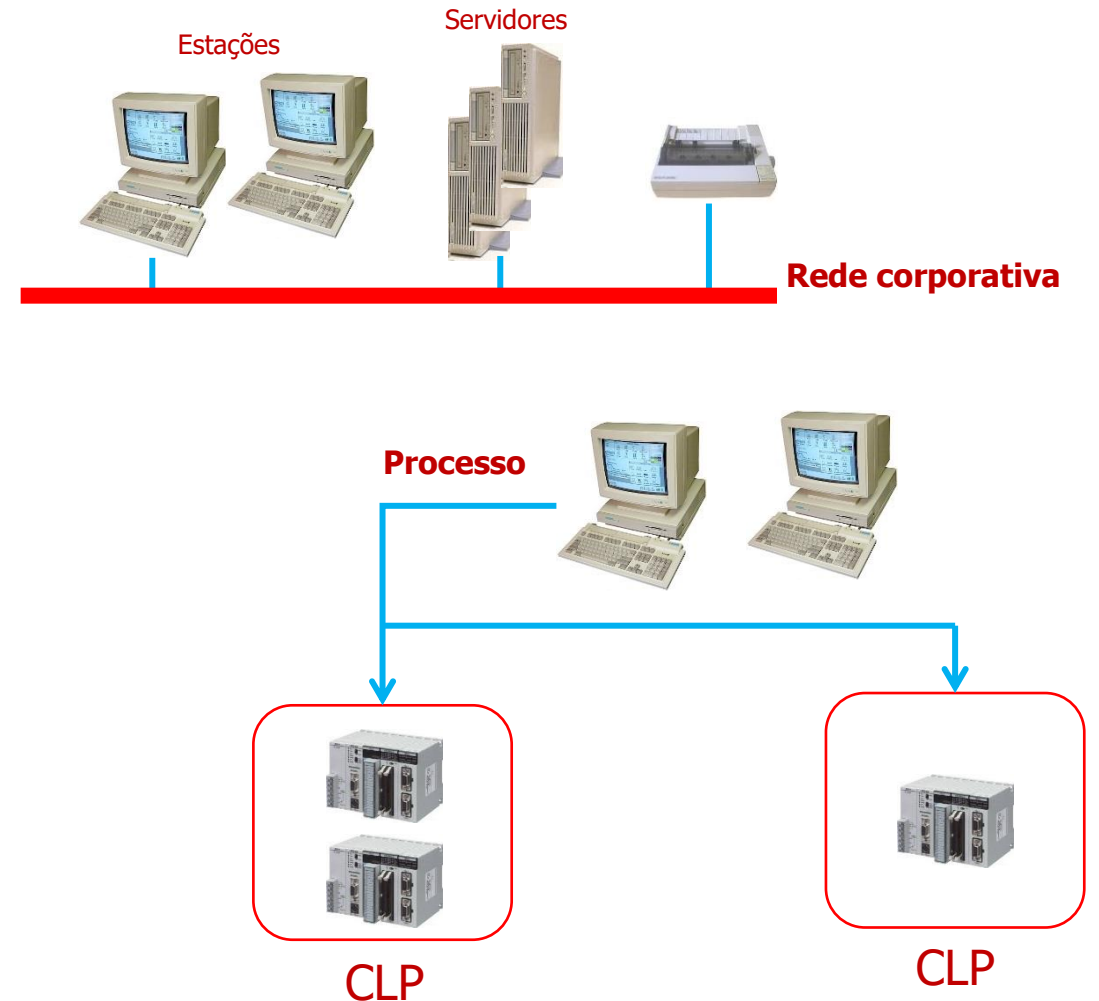 Servidores
Estações
Rede corporativa
Processo
CLP
CLP